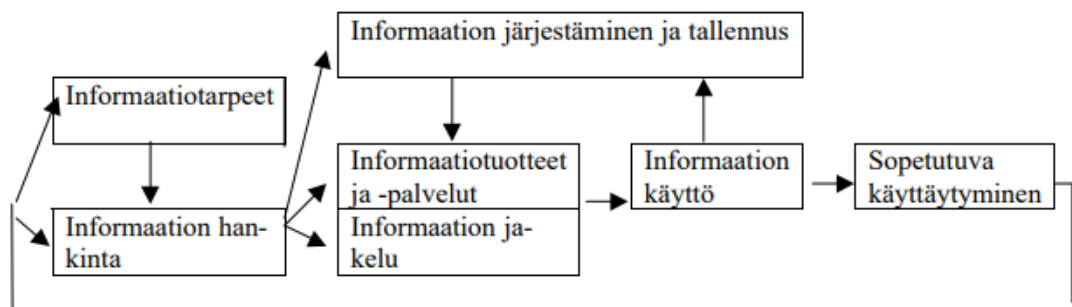 Informaation järjestäminen ja tallennus
Informaatiotarpeet
Informaatiotuotteet
ja -palvelut
Informaation
käyttö
Sopetutuva
käyttäytyminen
Informaation han-
kinta
Informaation ja-
kelu